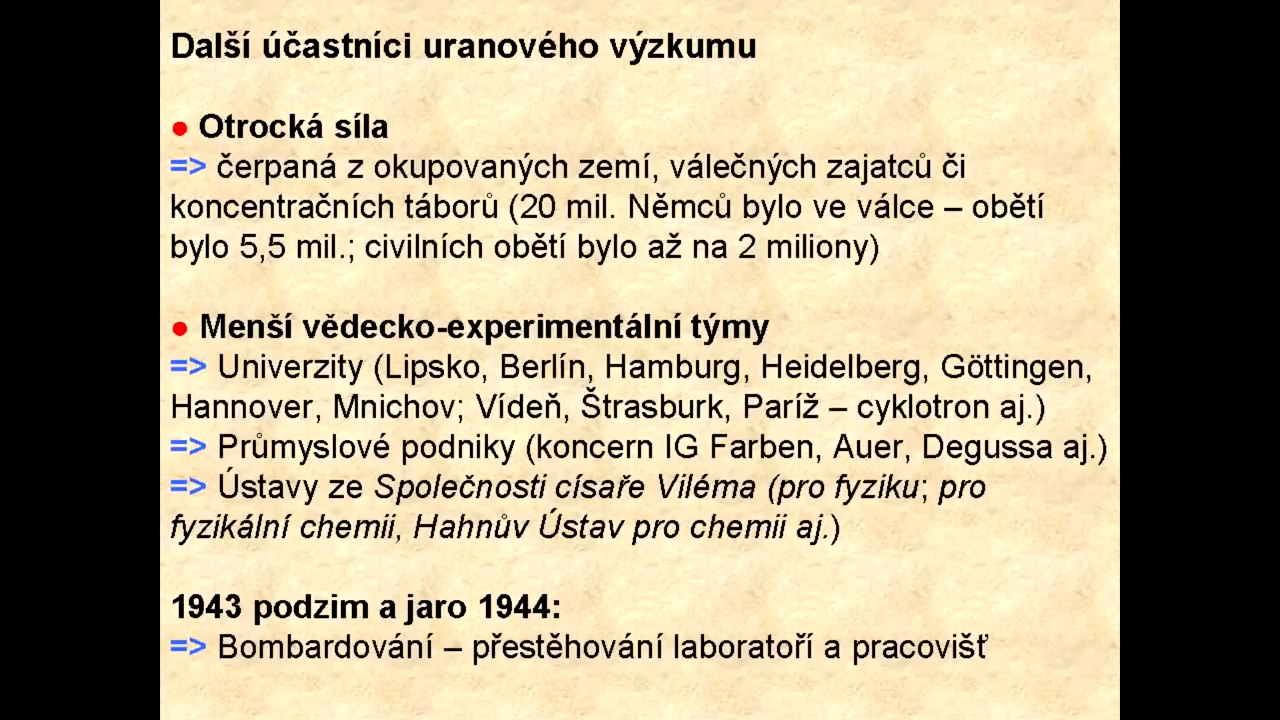 Další účastníci uranového výzkumu
● Otrocká síla
=> čerpaná z okupovaných zemí, válečných zajatců či
koncentračních táborů (20 mil. Němců bylo ve válce – obětí
bylo 5,5 mil.; civilních obětí bylo až na 2 miliony)
● Menší vědecko-experimentální týmy
=> Univerzity (Lipsko, Berlín, Hamburg, Heidelberg, Göttingen,
Hannover, Mnichov; Vídeň, Štrasburk, Paríž – cyklotron aj.)
=> Průmyslové podniky (koncern IG Farben, Auer, Degussa aj.)
=> Ústavy ze Společnosti císaře Viléma (pro fyziku; pro
fyzikální chemii, Hahnův Ústav pro chemii aj.)
1943 podzim a jaro 1944:
=> Bombardování – přestěhování laboratoří a pracovišť